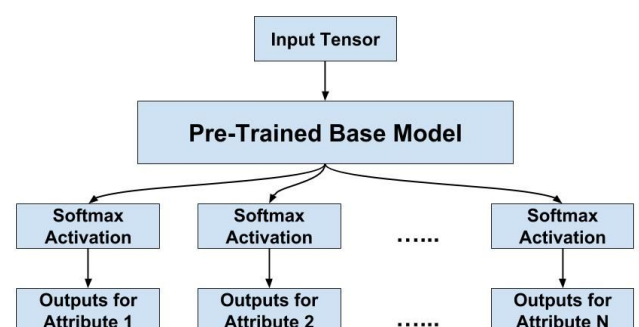 Input Tensor
Pre-Trained Base Model
Softmax
Activation
Softmax
Activation
…...
Softmax
Activation
Outputs for
Attribute 1
Outputs for
Attribute 2
…...
Outputs for
Attribute N